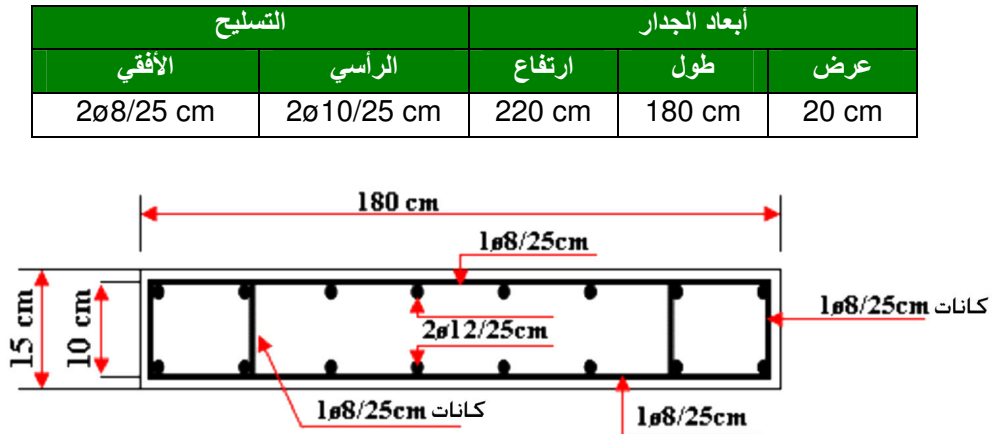 أبعاد الجدار التسليح
عرض طول ارتفاع الرأسي الأفقي
20 cm 180 cm 220 cm 2ø10/25 cm 2ø8/25 cm
180 cm
1ø8/25cm
15 cm
10 cm
2ø12/25cm
كانات 1ø8/25cm
كانات 1ø8/25cm
1ø8/25cm